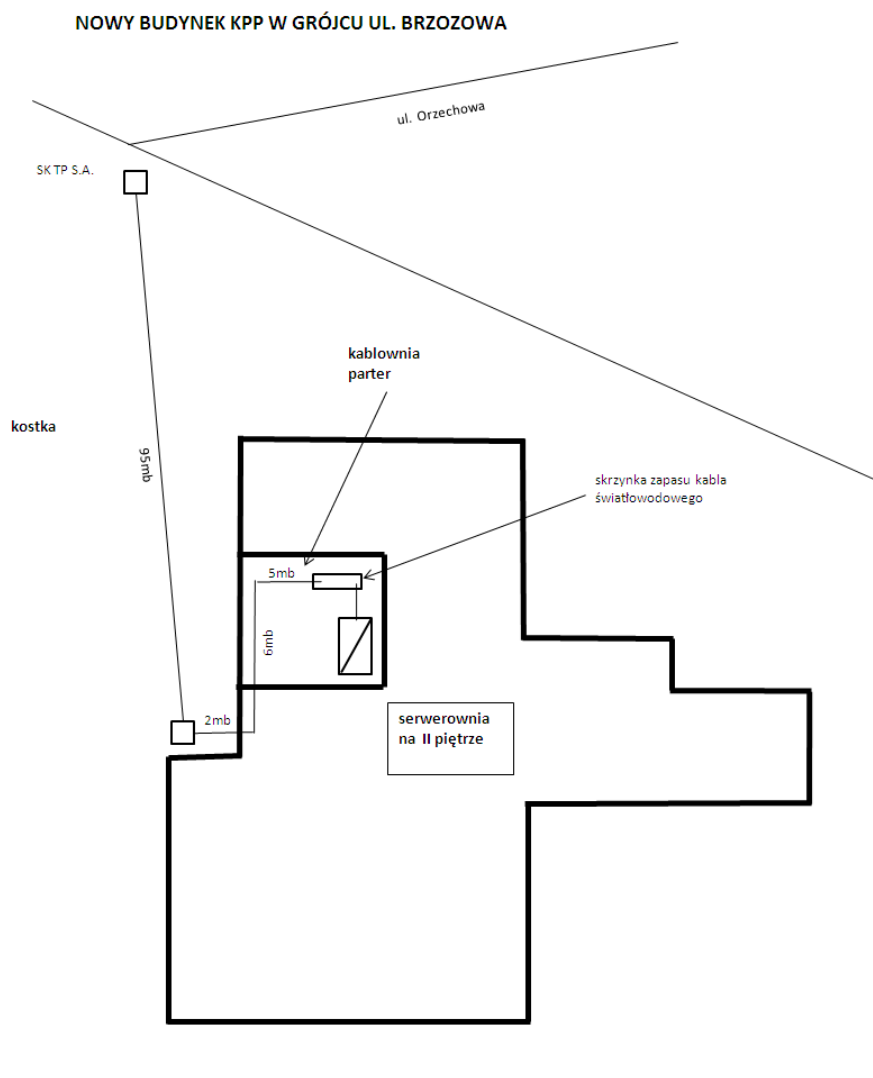 NOWY BUDYNEK KPP W GRÓJCU UL. BRZOZOWA
ul. Orzechowa
SK TP S.A.
kablownia
parter
kostka
95mb
skrzynka zapasu kabla
światłowodowego
5mb
6mb
2mb
serwerownia
na II piętrze